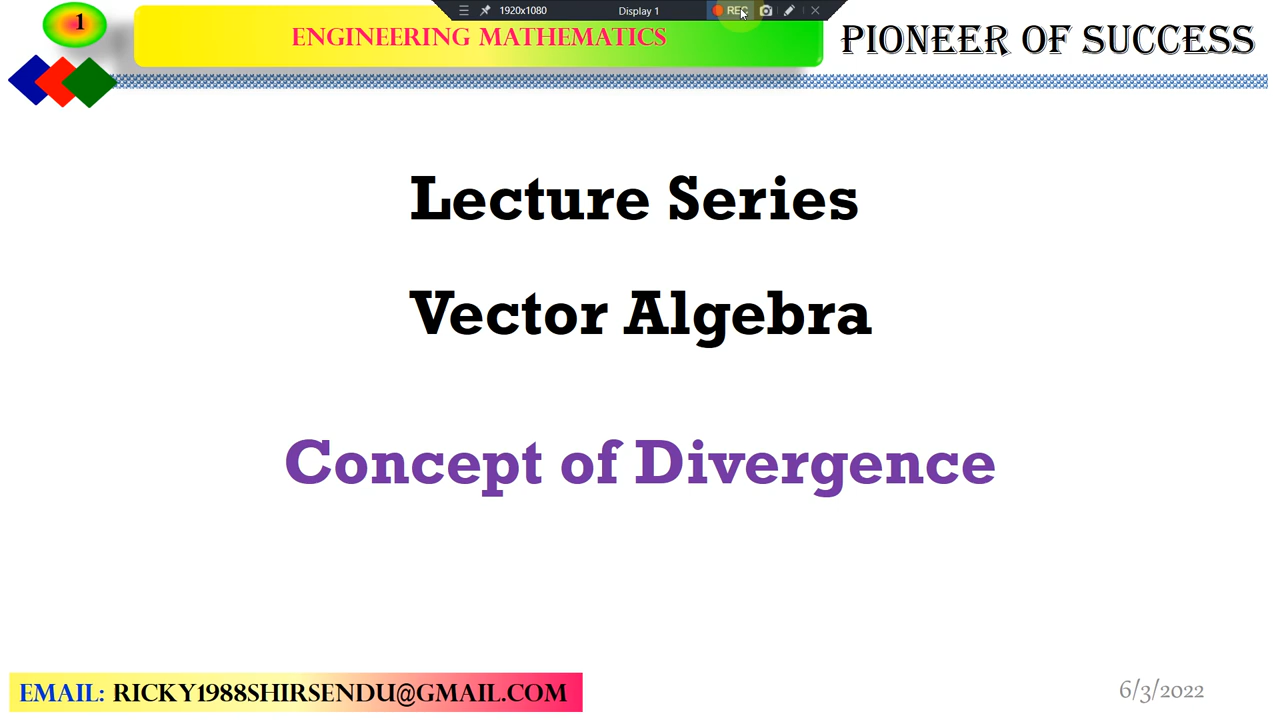 1
1920x1080
Display 1
REC
ENGINEERING MATHEMATICS
PIONEER OF SUCCESS
Lecture Series
Vector Algebra
Concept of Divergence
EMAIL: RICKY1988SHIRSENDU@GMAIL.COM
6/3/2022